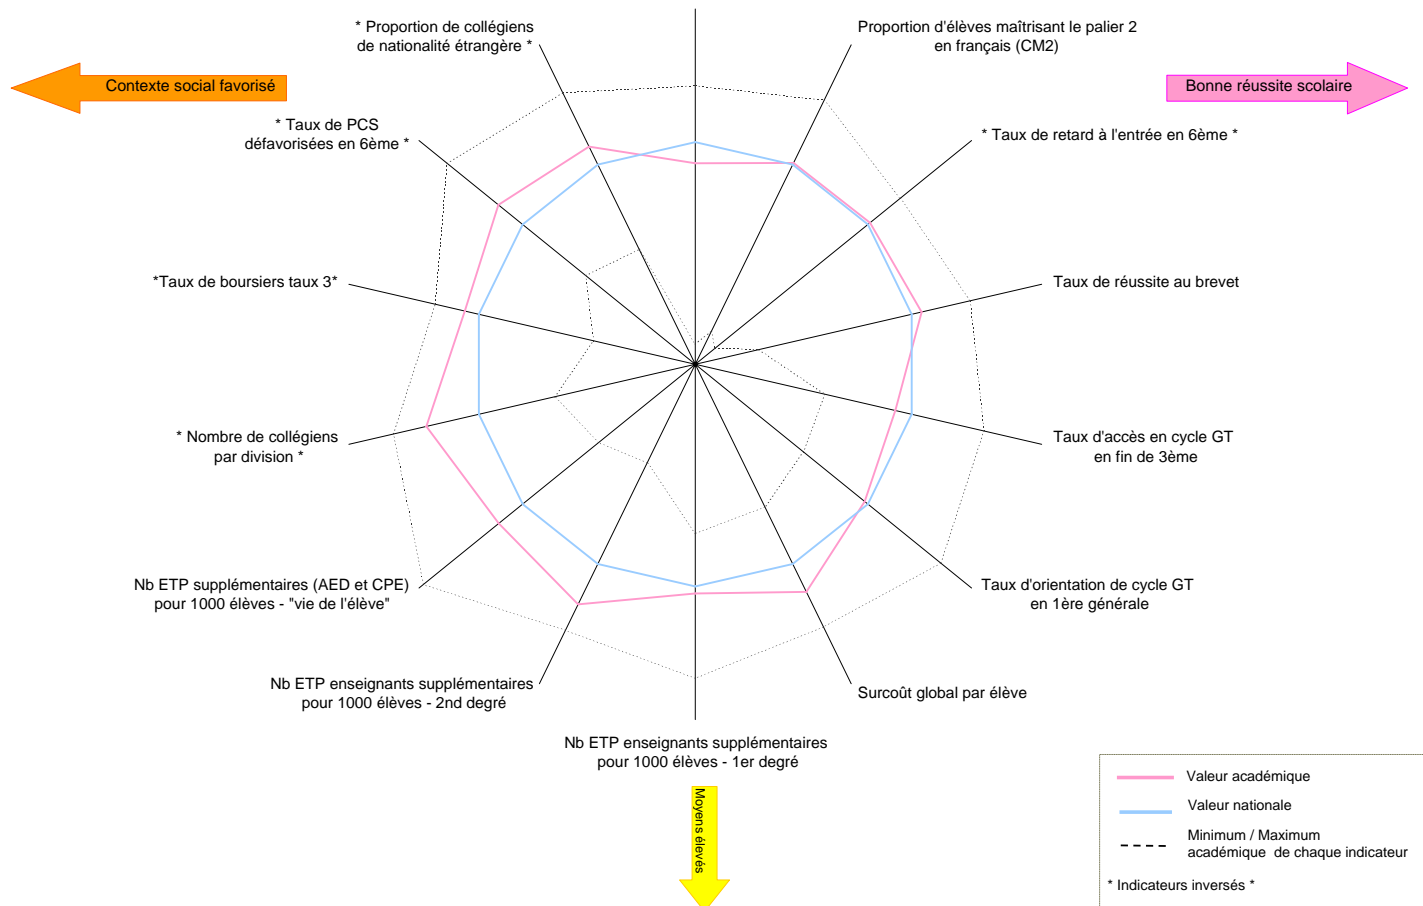 * Proportion de collégiens
de nationalité étrangère *
Proportion d'élèves maîtrisant le palier 2
en français (CM2)
Contexte social favorisé
Bonne réussite scolaire
* Taux de PCS
défavorisées en 6ème *
* Taux de retard à l'entrée en 6ème *
*Taux de boursiers taux 3*
Taux de réussite au brevet
* Nombre de collégiens
par division *
Taux d'accès en cycle GT
en fin de 3ème
Nb ETP supplémentaires (AED et CPE)
pour 1000 élèves - "vie de l'élève"
Taux d'orientation de cycle GT
en 1ère générale
Nb ETP enseignants supplémentaires
pour 1000 élèves - 2nd degré
Surcoût global par élève
Nb ETP enseignants supplémentaires
pour 1000 élèves - 1er degré
Moyens élevés
Valeur académique
Valeur nationale
Minimum / Maximum
académique de chaque indicateur
* Indicateurs inversés *